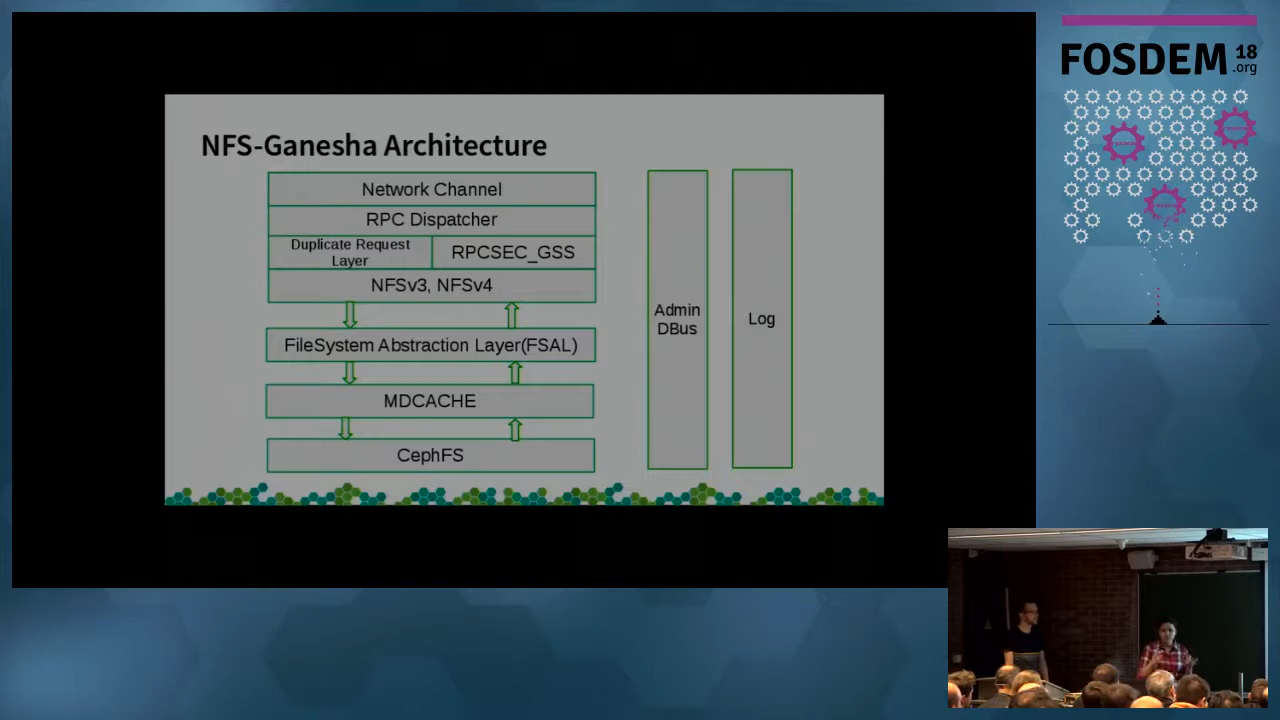 FOSDEM 18
.org
NFS-Ganesha Architecture
Network Channel
RPC Dispatcher
Duplicate Request
Layer
RPCSEC_GSS
NFSv3, NFSv4
FileSystem Abstraction Layer(FSAL)
MDCACHE
CephFS
Admin
DBus
Log